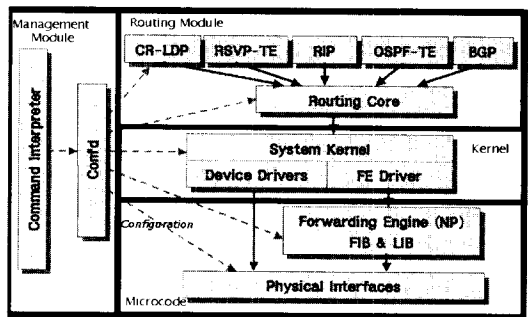 Management
Module
Routing Module
CR-LDP
RSVP-TE
RIP
OSPF-TE
BGP
Routing Core
Command Interpreter
Confd
System Kernel
Kernel
Device Drivers
FE Driver
Configuration
Forwarding Engine (NP)
FIB & LIB
Physical Interfaces
Microcode